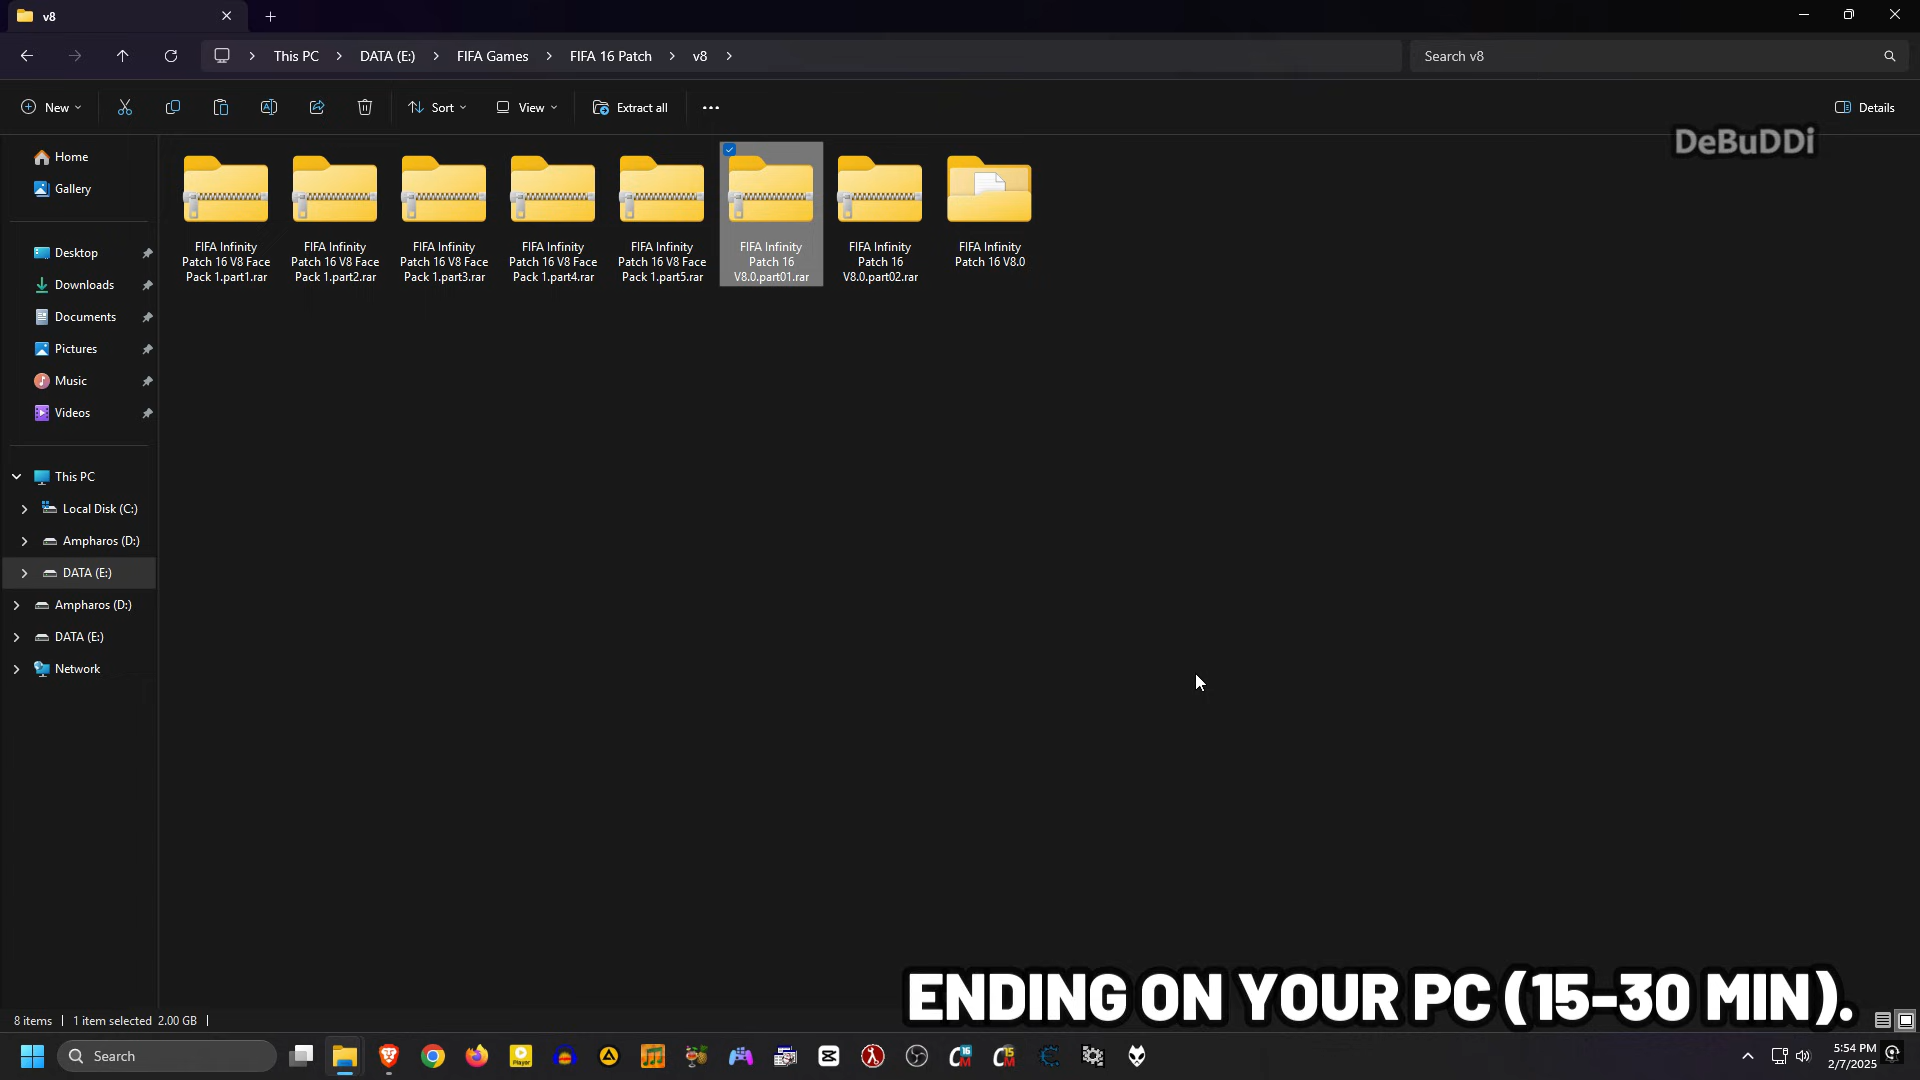 v8
This PC
DATA (E:)
FIFA Games
FIFA 16 Patch
v8
Search v8
New
Sort
View
Extract all
Details
DeBuDDi
Home
Gallery
Desktop
Downloads
Documents
Pictures
Music
Videos
This PC
Local Disk (C:)
Ampharos (D:)
DATA (E:)
Ampharos (D:)
DATA (E:)
Network
FIFA Infinity
Patch 16 V8 Face
Pack 1.part1.rar
FIFA Infinity
Patch 16 V8 Face
Pack 1.part2.rar
FIFA Infinity
Patch 16 V8 Face
Pack 1.part3.rar
FIFA Infinity
Patch 16 V8 Face
Pack 1.part4.rar
FIFA Infinity
Patch 16 V8 Face
Pack 1.part5.rar
FIFA Infinity
Patch 16
V8.0.part01.rar
FIFA Infinity
Patch 16
V8.0.part02.rar
FIFA Infinity
Patch 16 V8.0
ENDING ON YOUR PC (15-30 MIN).
8 items
1 item selected 2.00 GB
Search
Player
CM 16
CM 15
5:54 PM
2/7/2025